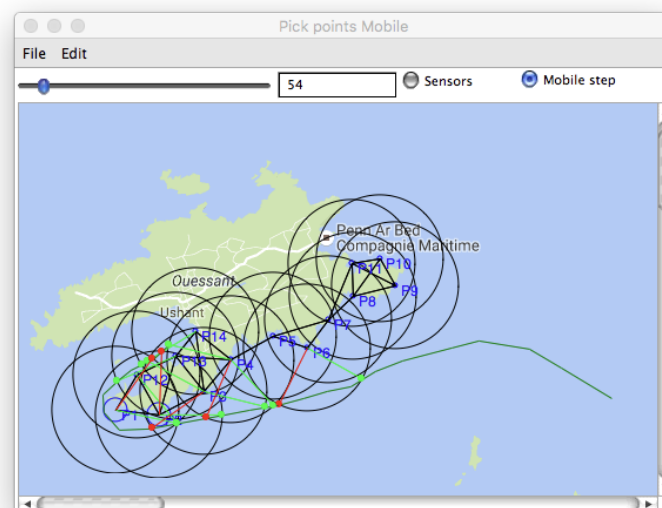 Pick points Mobile
File Edit
54 Sensors Mobile step
Penn Ar Bed
Compagnie Maritime
P11 P10
P9
P8
Ouessant
Ushant
P7
P14
P5
P6
P13
P4
P12
P3
P1